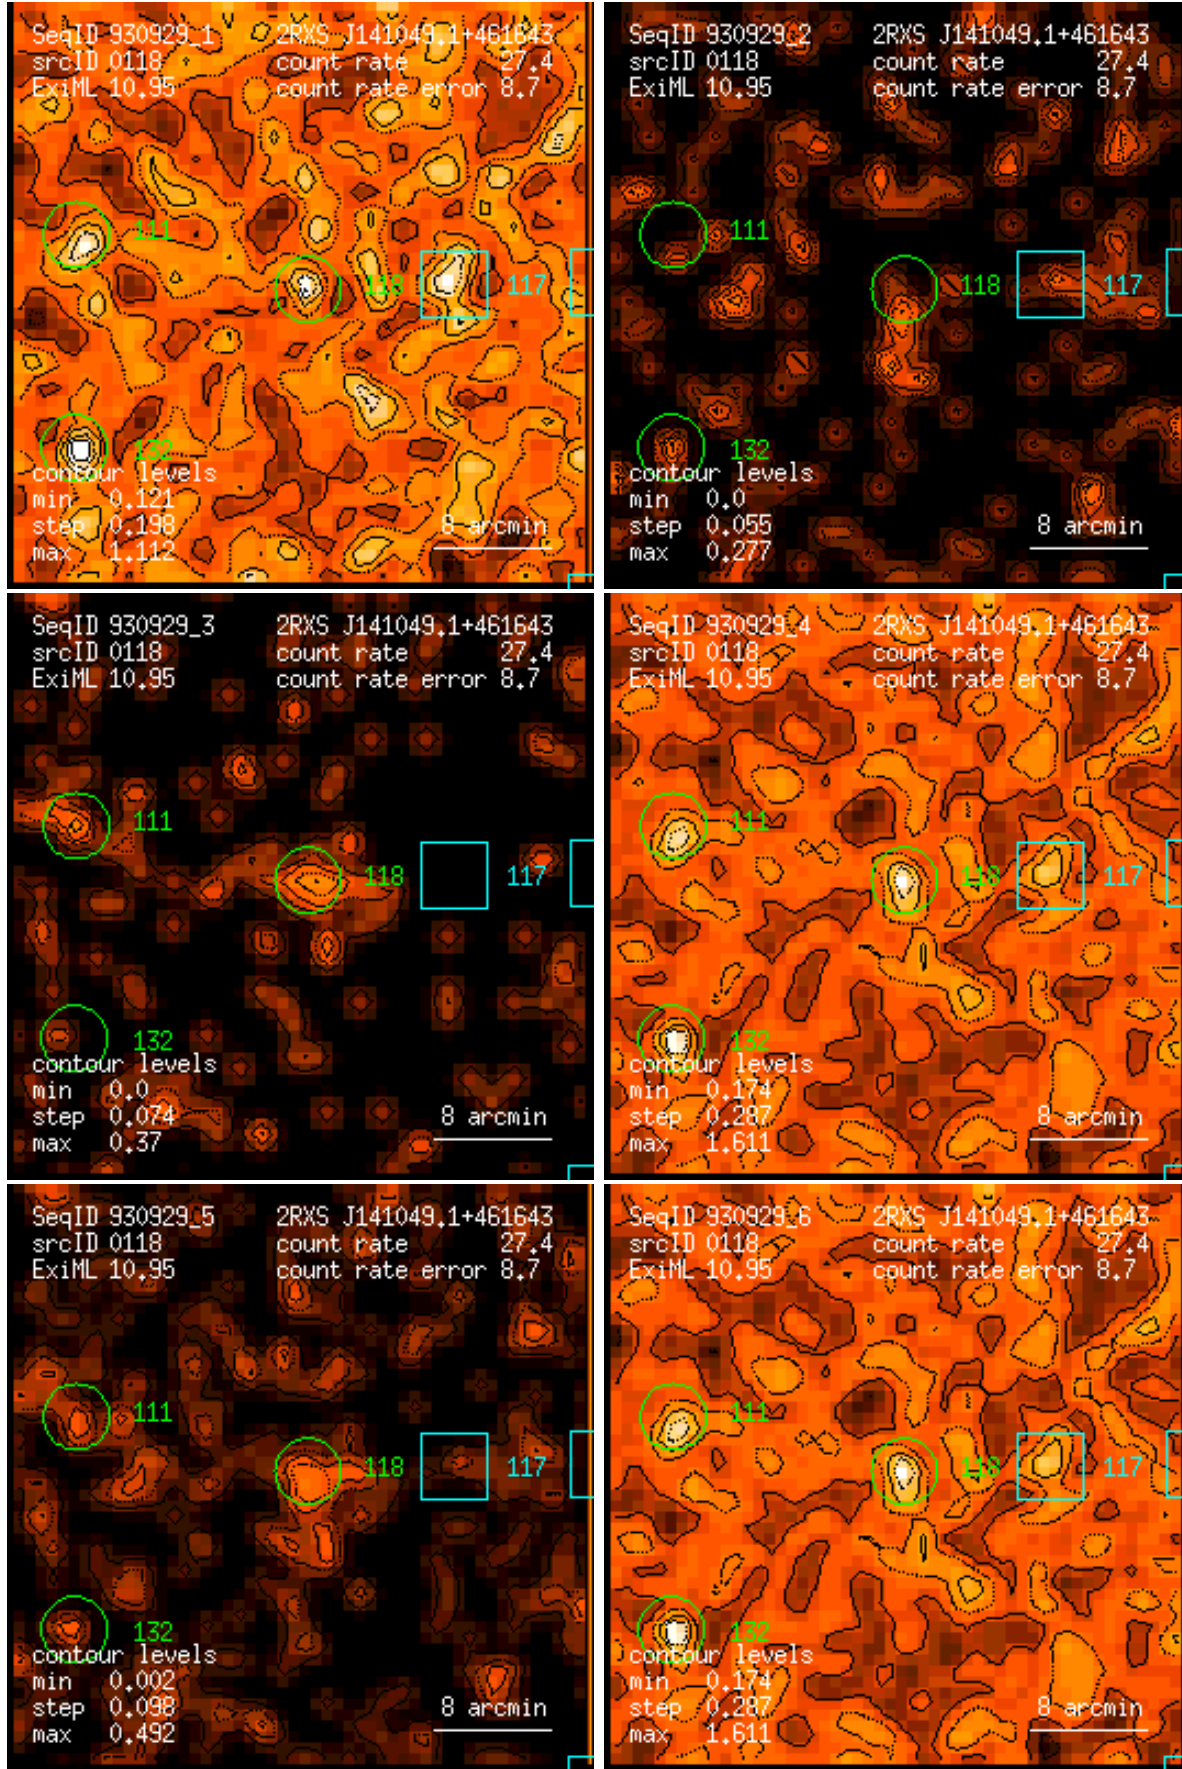 SeqID 930929_1 2RXS J141049.1+461643
srcID 0118 count rate 27.4
ExiML 10.95 count rate error 8.7
111
118
117
132
contour levels
min 0.121
step 0.198 8 arcmin
max 1.112
SeqID 930929_2 2RXS J141049.1+461643
srcID 0118 count rate 27.4
ExiML 10.95 count rate error 8.7
111
118
117
132
contour levels
min 0.0
step 0.055 8 arcmin
max 0.277
SeqID 930929_3 2RXS J141049.1+461643
srcID 0118 count rate 27.4
ExiML 10.95 count rate error 8.7
111
118
117
132
contour levels
min 0.0
step 0.074 8 arcmin
max 0.37
SeqID 930929_4 2RXS J141049.1+461643
srcID 0118 count rate 27.4
ExiML 10.95 count rate error 8.7
111
118
117
132
contour levels
min 0.174
step 0.287 8 arcmin
max 1.611
SeqID 930929_5 2RXS J141049.1+461643
srcID 0118 count rate 27.4
ExiML 10.95 count rate error 8.7
111
118
117
132
contour levels
min 0.002
step 0.098 8 arcmin
max 0.492
SeqID 930929_6 2RXS J141049.1+461643
srcID 0118 count rate 27.4
ExiML 10.95 count rate error 8.7
111
118
117
132
contour levels
min 0.174
step 0.287 8 arcmin
max 1.611